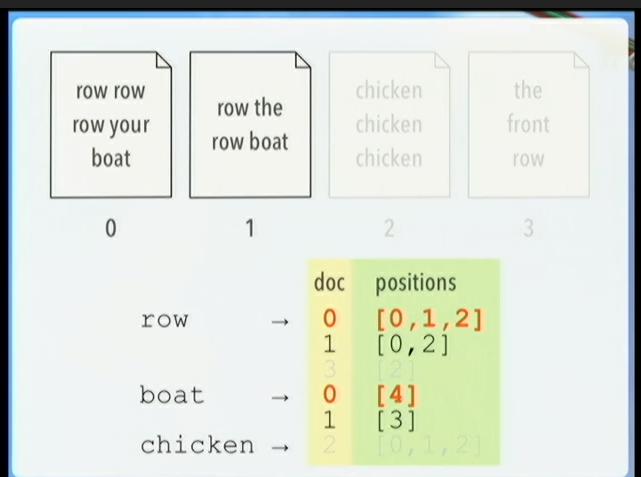 row row
row your
boat
row the
row boat
chicken
chicken
chicken
the
front
row
0 1 2 3
doc positions
row → 0 [0,1,2]
1 [0,2]
3 [2]
boat → 0 [4]
1 [3]
chicken → 2 [0,1,2]